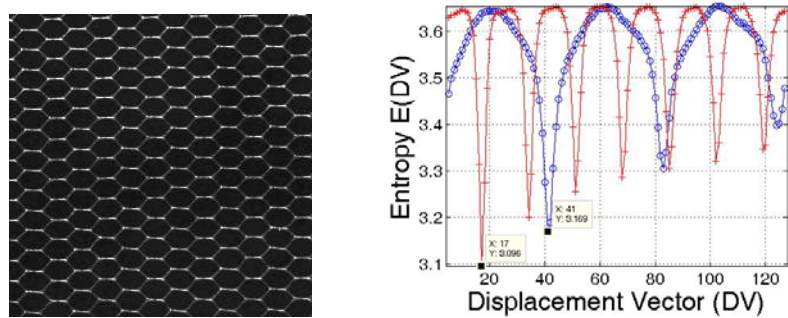 Entropy E(DV)
3.6
3.5
3.4
3.3
3.2
3.1
X: 17
Y: 3.096
X: 41
Y: 3.169
20
40
60
80
100
120
Displacement Vector (DV)